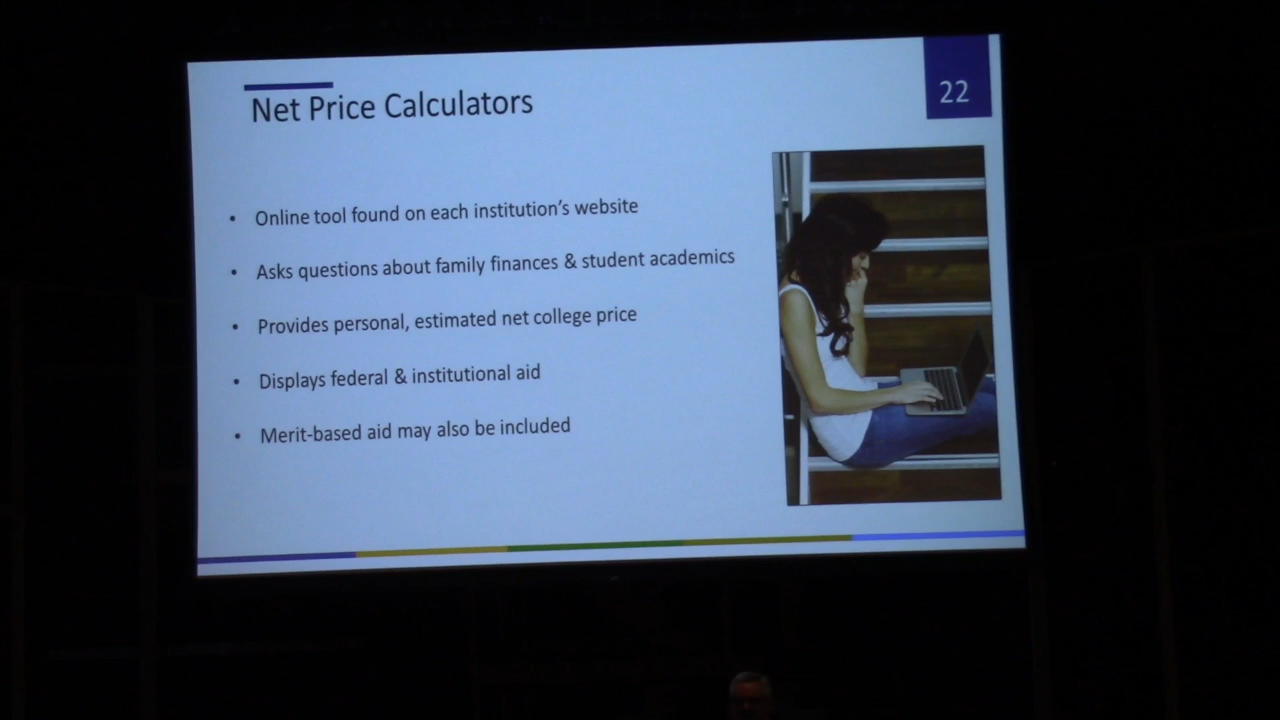 22
Net Price Calculators
• Online tool found on each institution's website
• Asks questions about family finances & student academics
• Provides personal, estimated net college price
• Displays federal & institutional aid
• Merit-based aid may also be included